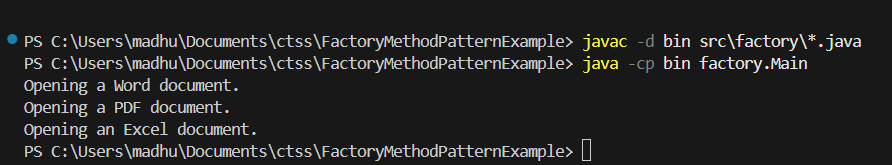 PS C:\Users\madhu\Documents\ctss\FactoryMethodPatternExample> javac -d bin src\factory\*.java
PS C:\Users\madhu\Documents\ctss\FactoryMethodPatternExample> java -cp bin factory.Main
Opening a Word document.
Opening a PDF document.
Opening an Excel document.
PS C:\Users\madhu\Documents\ctss\FactoryMethodPatternExample>